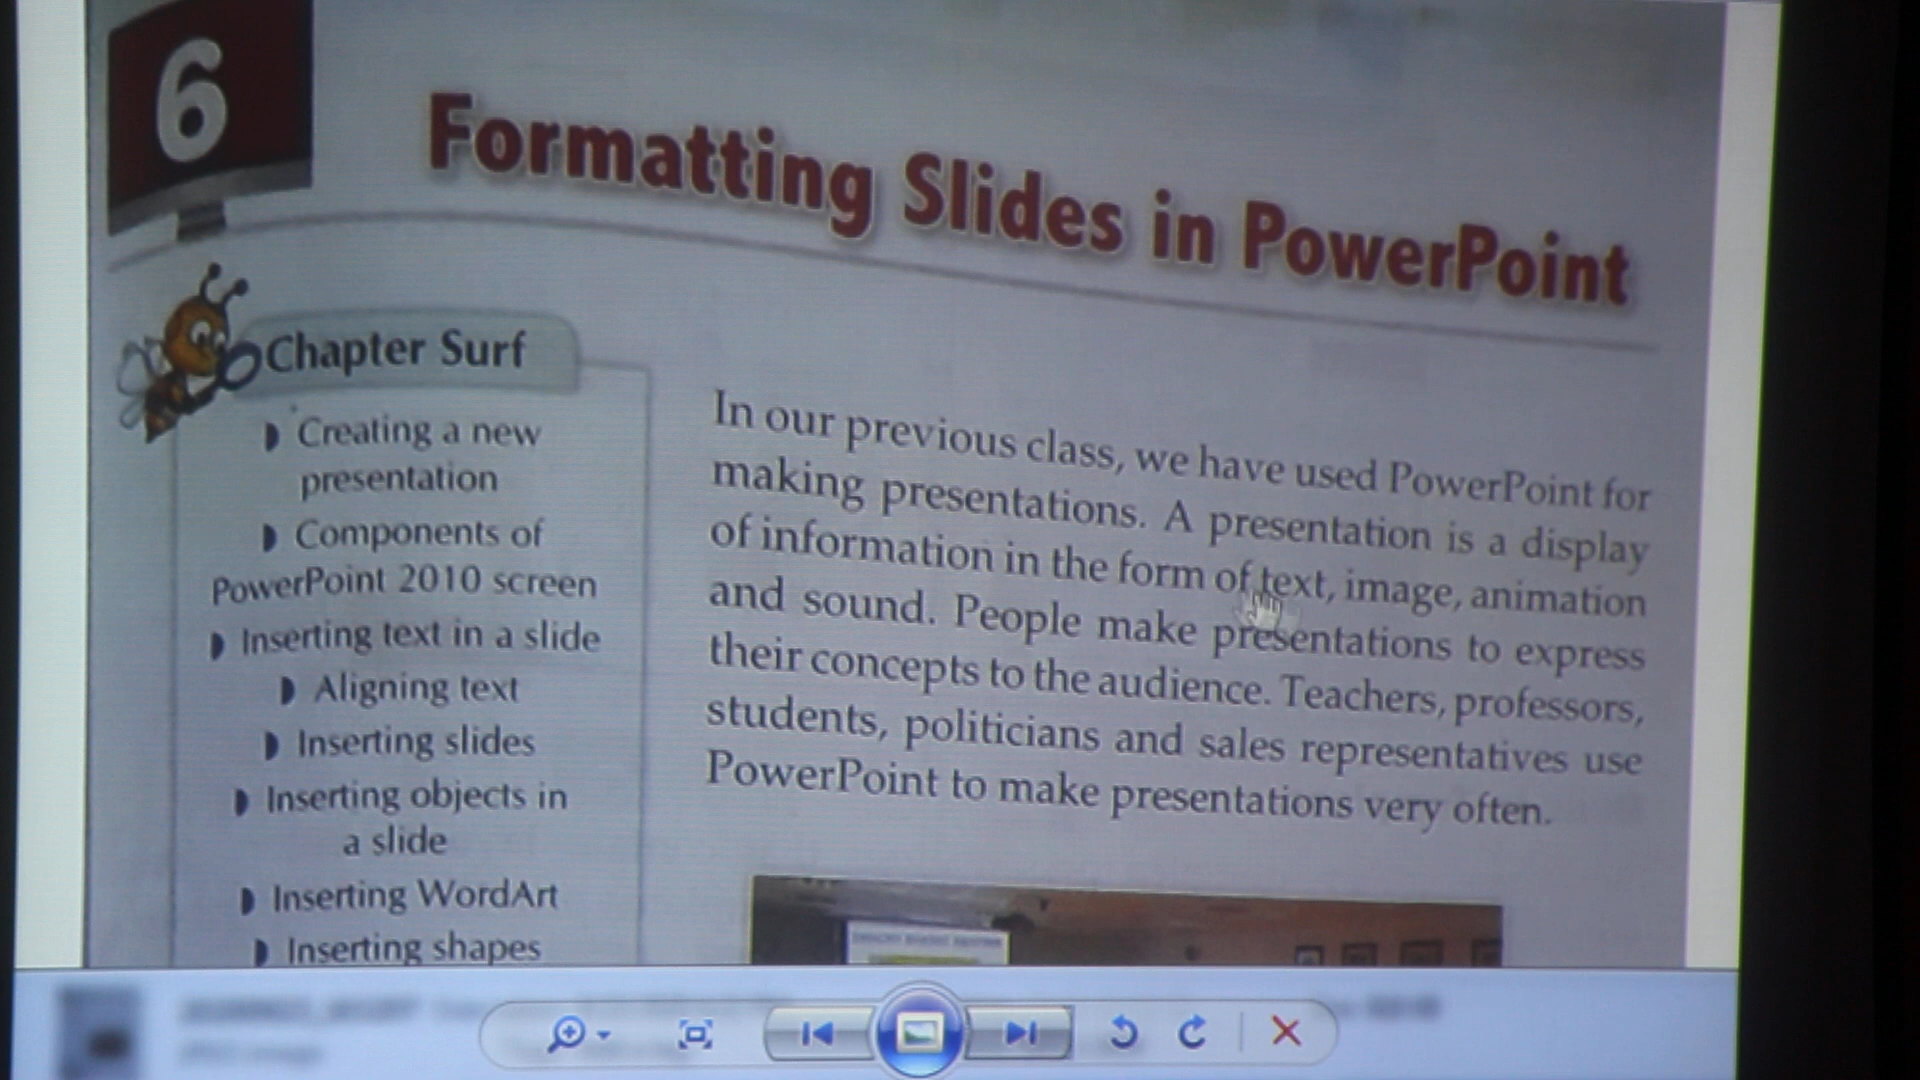 6
Formatting Slides in PowerPoint
Chapter Surf
Creating a new
presentation
Components of
PowerPoint 2010 screen
Inserting text in a slide
Aligning text
Inserting slides
Inserting objects in
a slide
Inserting WordArt
Inserting shapes
In our previous class, we have used PowerPoint for
making presentations. A presentation is a display
of information in the form of text, image, animation
and sound. People make presentations to express
their concepts to the audience. Teachers, professors,
students, politicians and sales representatives use
PowerPoint to make presentations very often.